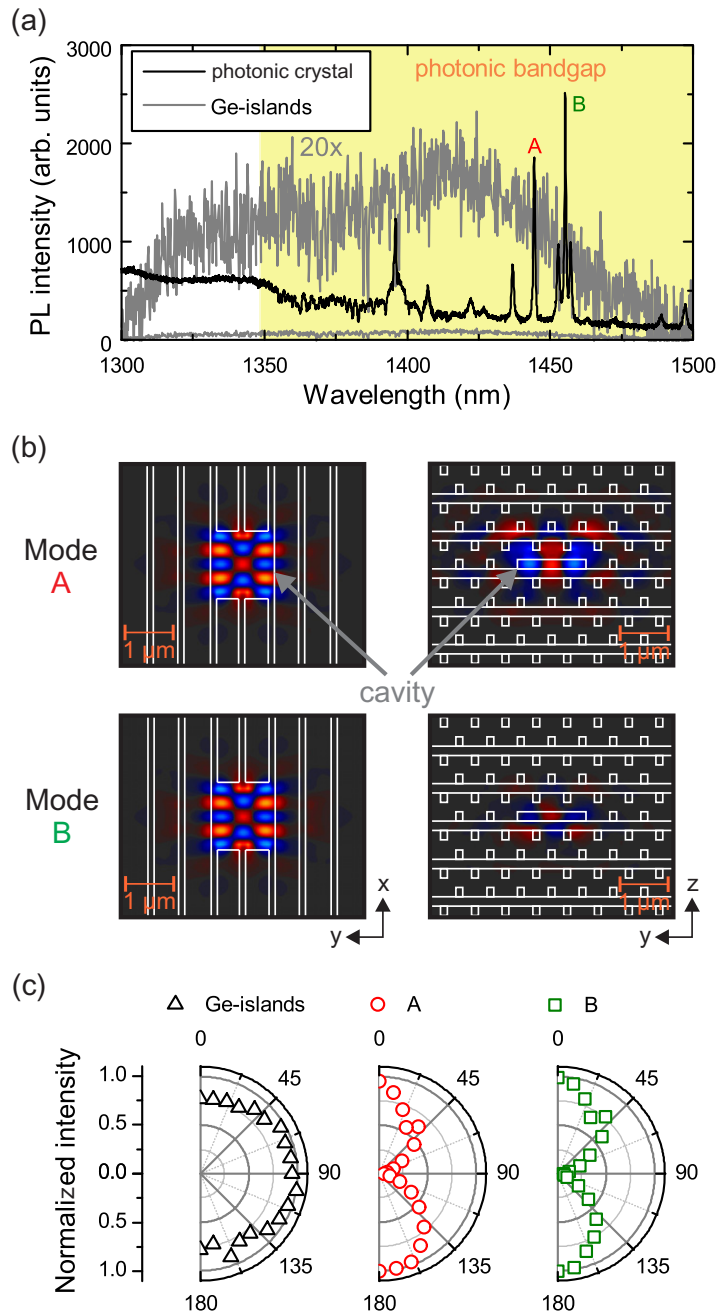 (a)
3000
2000
1000
0
PL intensity (arb. units)
photonic crystal
Ge-islands
photonic bandgap
20x
A
B
1300 1350 1400 1450 1500
Wavelength (nm)
(b)
Mode
A
1 µm
1 µm
cavity
Mode
B
1 µm
1 µm
x
y
z
y
(c)
Ge-islands A B
Normalized intensity
1.0
0.5
0.0
0.5
1.0
0
45
90
135
180
0
45
90
135
180
0
45
90
135
180